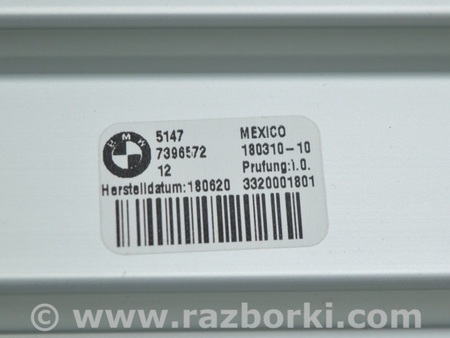 BMW
5147 MEXICO
7396572 180310-10
12 Prufung:i.O.
Herstelldatum:180620 3320001801
© www.razborki.com